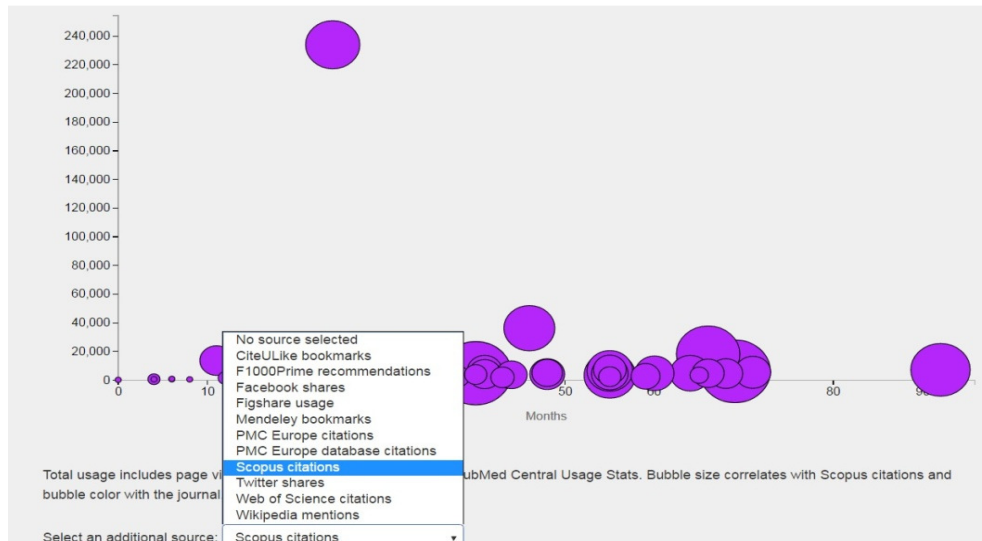 240,000
220,000
200,000
180,000
160,000
140,000
120,000
100,000
80,000
60,000
40,000
20,000
0
0 10 50 60 80
Months
No source selected
CiteULike bookmarks
F1000Prime recommendations
Facebook shares
Figshare usage
Mendeley bookmarks
PMC Europe citations
PMC Europe database citations
Scopus citations
Twitter shares
Web of Science citations
Wikipedia mentions
Total usage includes page Central Usage Stats. Bubble size correlates with Scopus citations and
bubble color with the journal
Select an additional source: Scopus citations